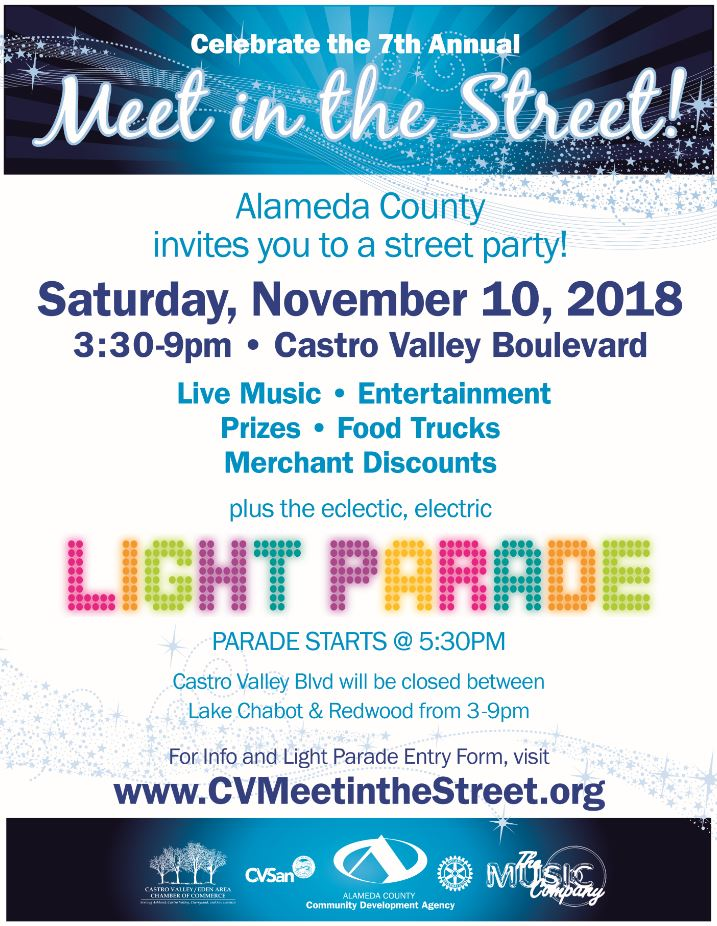 Celebrate the 7th Annual
Meet in the Street!
Alameda County
invites you to a street party!
Saturday, November 10, 2018
3:30-9pm • Castro Valley Boulevard
Live Music • Entertainment
Prizes • Food Trucks
Merchant Discounts
plus the eclectic, electric
LIGHT PARADE
PARADE STARTS @ 5:30PM
Castro Valley Blvd will be closed between
Lake Chabot & Redwood from 3-9pm
For Info and Light Parade Entry Form, visit
www.CVMeetintheStreet.org
CASTRO VALLEY/EDEN AREA
CHAMBER OF COMMERCE
CVSan
ALAMEDA COUNTY
Community Development Agency
The
MUSIC
Company